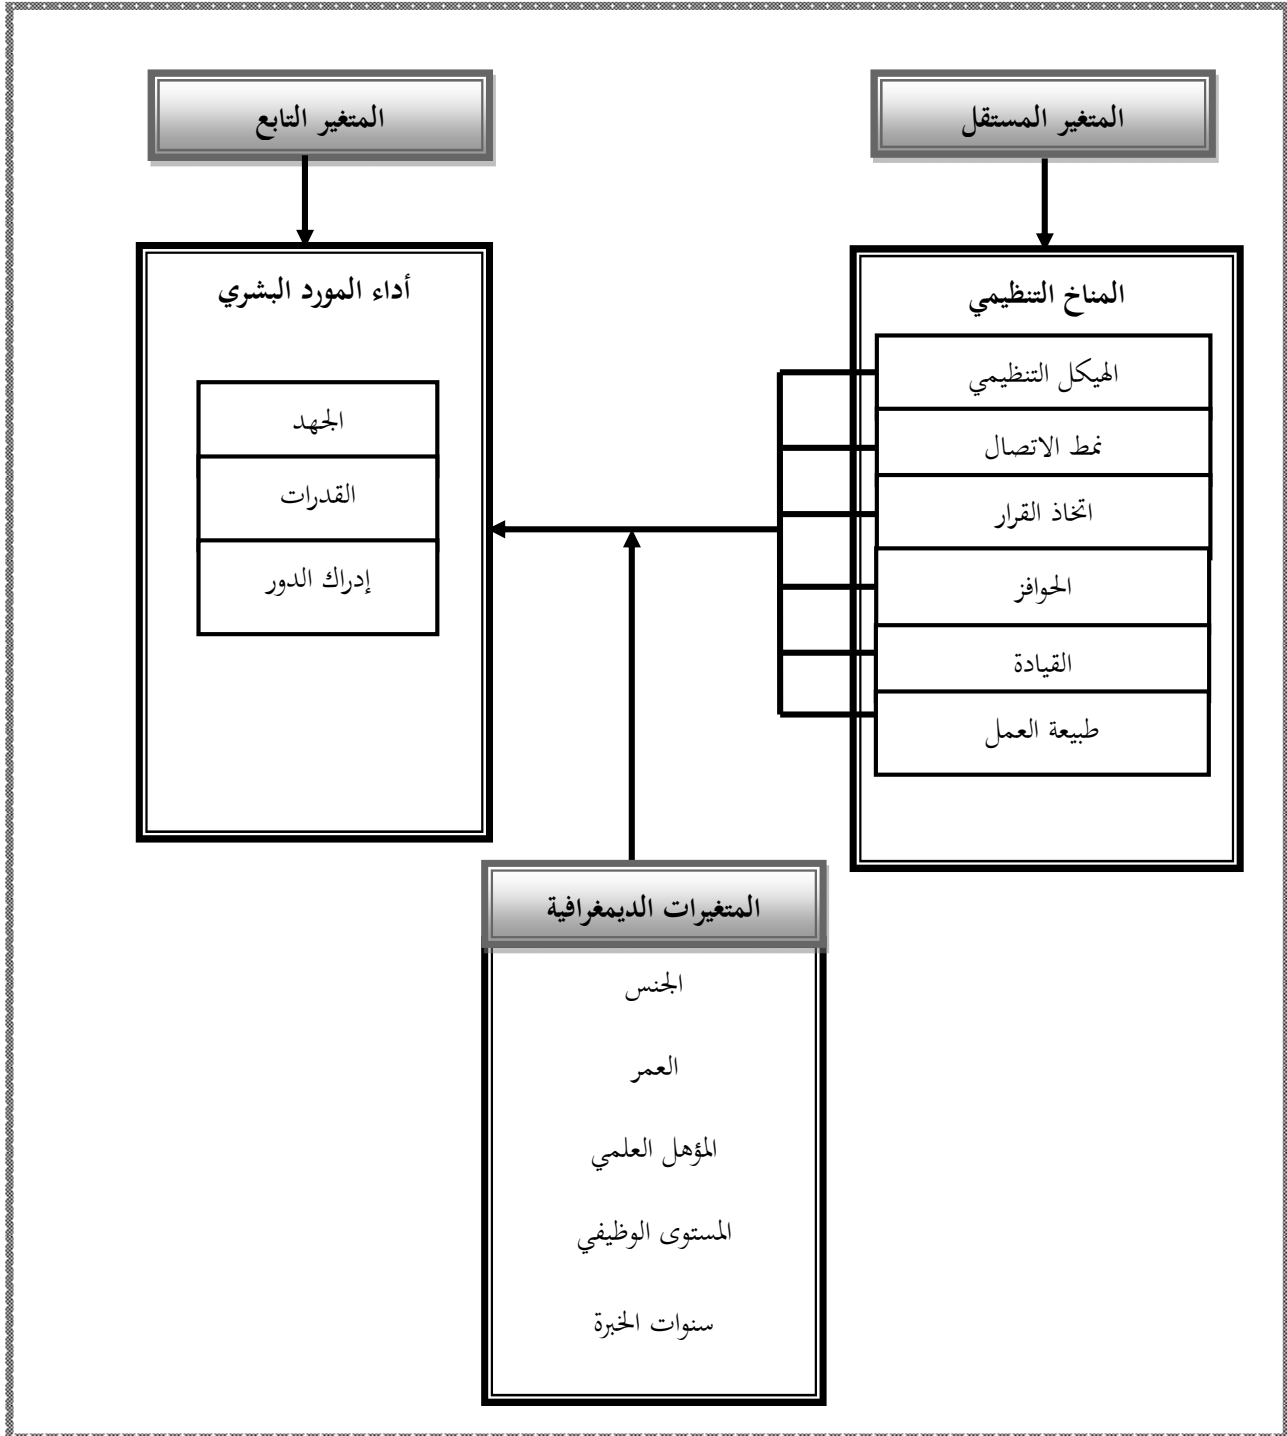 المتغير المستقل
المتغير التابع
المناخ التنظيمي
الهيكل التنظيمي
نمط الاتصال
اتخاذ القرار
الحوافز
القيادة
طبيعة العمل
أداء المورد البشري
الجهد
القدرات
إدراك الدور
المتغيرات الديمغرافية
الجنس
العمر
المؤهل العلمي
المستوى الوظيفي
سنوات الخبرة